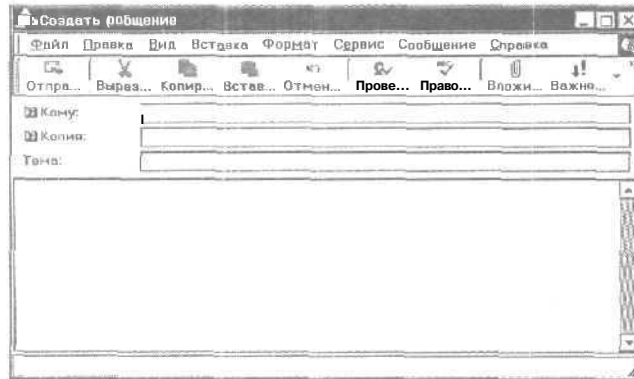 Создать робщение
Файл Правка Вид Вставка Формат Сервис Сообщение Справка
Отпра... Вырез... Копир... Встав... Отмен... Прове... Право... Вложи... Важно...
Кому:
Копия:
Тема: